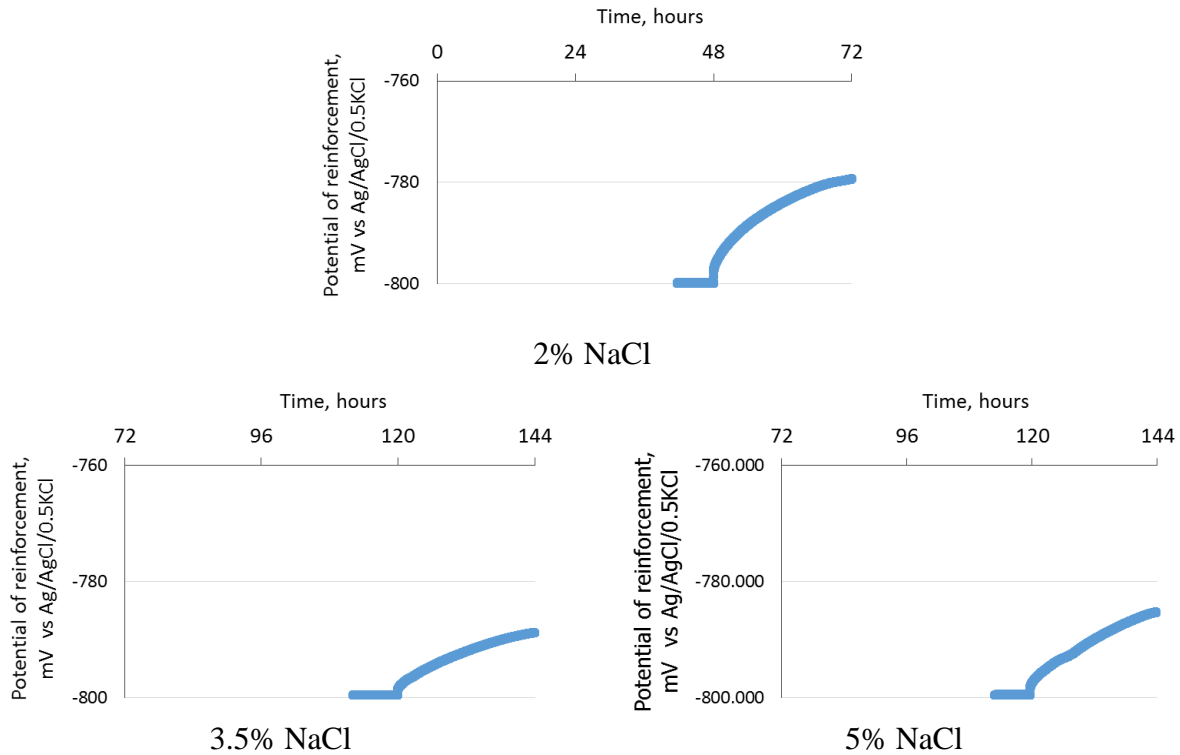 Time, hours
0 24 48 72
Potential of reinforcement,
mV vs Ag/AgCl/0.5KCl
-760
-780
-800
2% NaCl
Time, hours
72 96 120 144
Potential of reinforcement,
mV vs Ag/AgCl/0.5KCl
-760
-780
-800
3.5% NaCl
Time, hours
72 96 120 144
Potential of reinforcement,
mV vs Ag/AgCl/0.5KCl
-760.000
-780.000
-800.000
5% NaCl